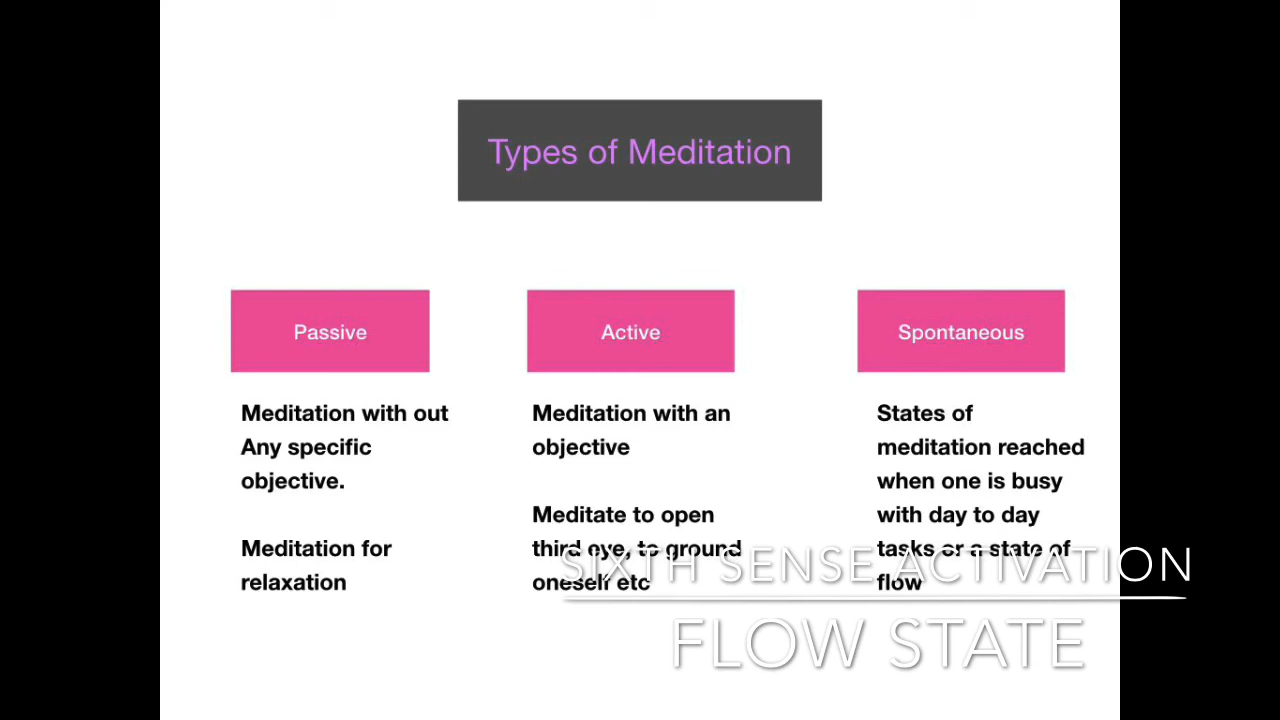 Types of Meditation
Passive
Meditation with out
Any specific
objective.
Meditation for
relaxation
Active
Meditation with an
objective
Meditate to open
third eye, to ground
oneself etc
Spontaneous
States of
meditation reached
when one is busy
with day to day
tasks or a state of
flow
SIXTH SENSE ACTIVATION
FLOW STATE